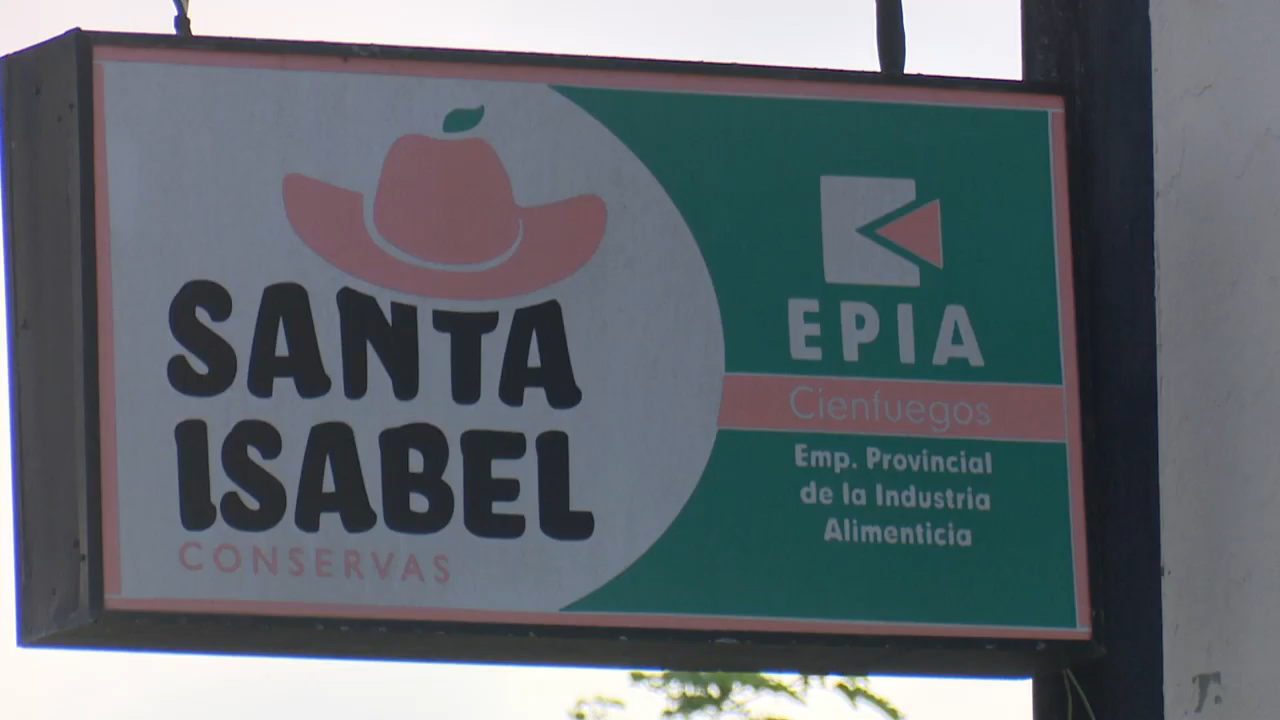 SANTA
ISABEL
CONSERVAS
EPIA
Cienfuegos
Emp. Provincial
de la Industria
Alimenticia